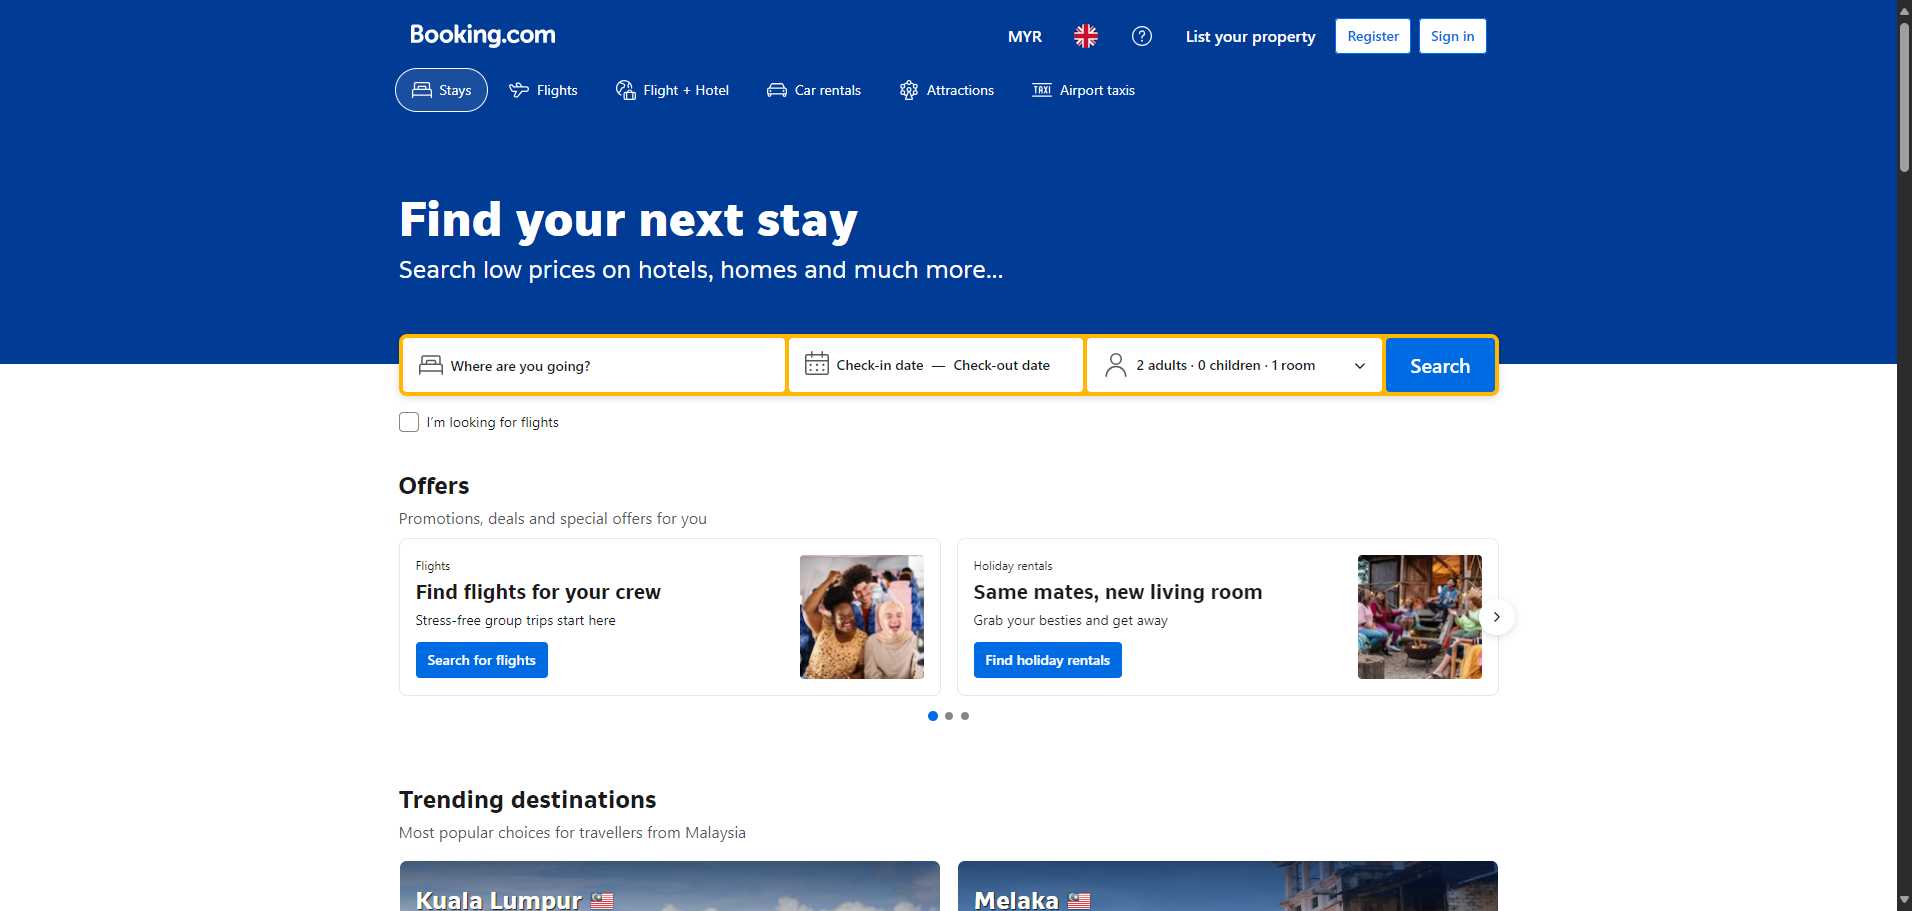 Booking.com
MYR
List your property
Register
Sign in
Stays
Flights
Flight + Hotel
Car rentals
Attractions
TAXI
Airport taxis
Find your next stay
Search low prices on hotels, homes and much more...
Where are you going?
Check-in date — Check-out date
2 adults · 0 children · 1 room
Search
I'm looking for flights
Offers
Promotions, deals and special offers for you
Flights
Find flights for your crew
Stress-free group trips start here
Search for flights
Holiday rentals
Same mates, new living room
Grab your besties and get away
Find holiday rentals
Trending destinations
Most popular choices for travellers from Malaysia
Kuala Lumpur
Melaka